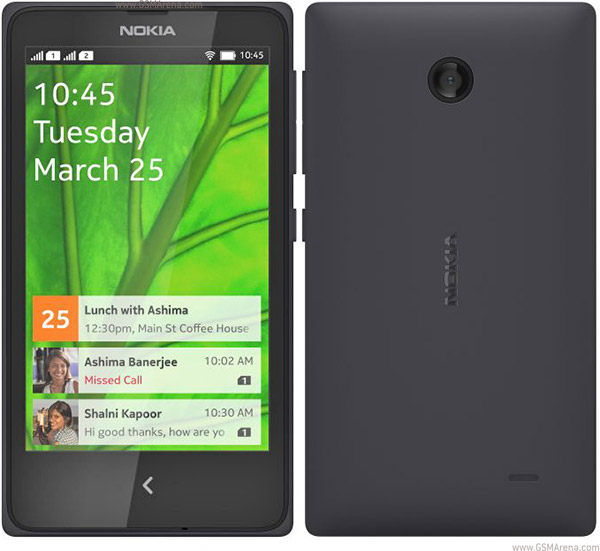 www.GSMArena.com
NOKIA
1 2 10:45
10:45
Tuesday
March 25
25
Lunch with Ashima
12:30pm, Main St Coffee House
Ashima Banerjee 10:02 AM
Missed Call 1
Shalni Kapoor 10:30 AM
Hi good thanks, how are yo 1
NOKIA
www.GSMArena.com